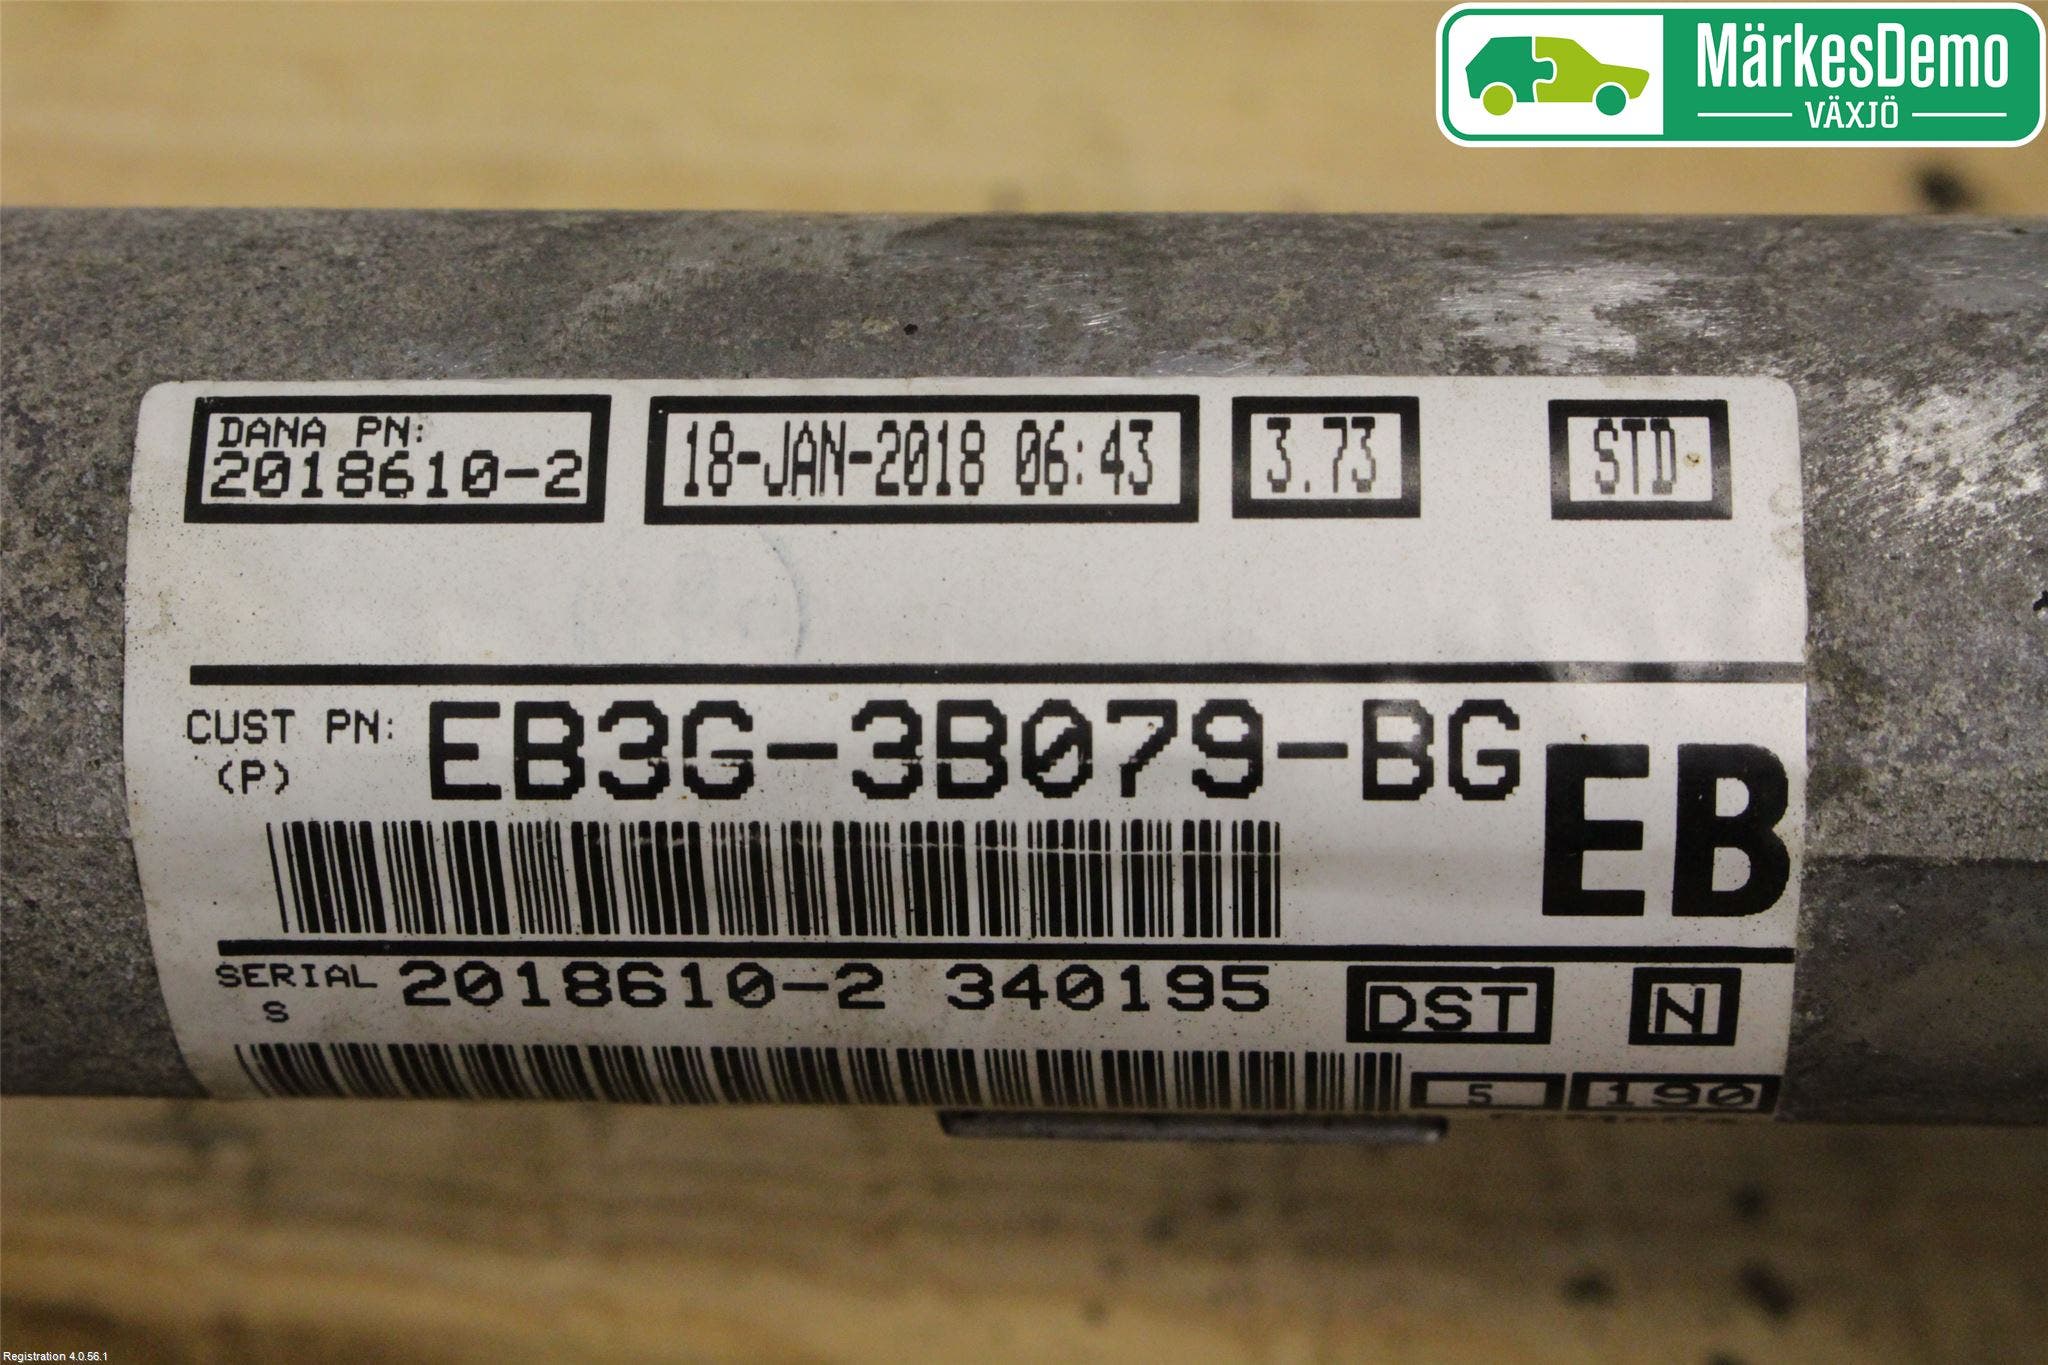 MärkesDemo
VÄXJÖ
DANA PN:
2018610-2
18-JAN-2018 06:43
3.73
STD
CUST PN: EB3G-3B079-BG
(P)
EB
SERIAL 2018610-2 340195
S
DST
N
5
190
Registration 4.0.56.1